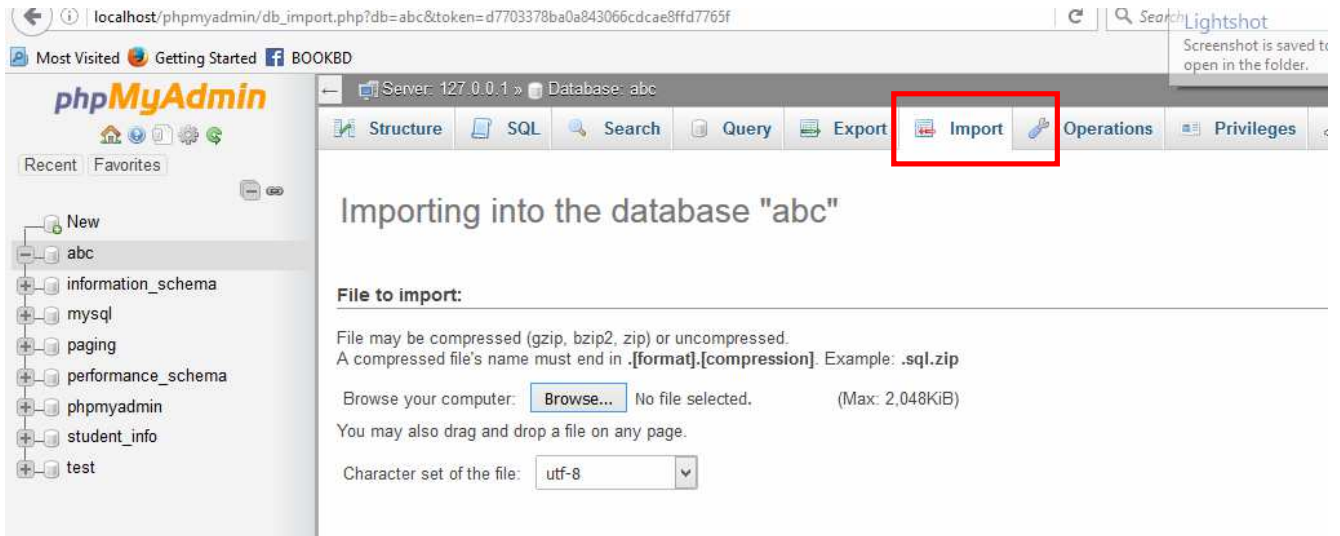 localhost/phpmyadmin/db_import.php?db=abc&token=d7703378ba0a843066cdcae8ffd7765f
Search
Lightshot
Screenshot is saved to
open in the folder.
Most Visited Getting Started BOOKBD
phpMyAdmin
Recent Favorites
New
abc
information_schema
mysql
paging
performance_schema
phpmyadmin
student_info
test
Server: 127.0.0.1 » Database: abc
Structure SQL Search Query Export Import Operations Privileges
Importing into the database "abc"
File to import:
File may be compressed (gzip, bzip2, zip) or uncompressed.
A compressed file's name must end in .[format].[compression]. Example: .sql.zip
Browse your computer: Browse... No file selected. (Max: 2,048KiB)
You may also drag and drop a file on any page.
Character set of the file: utf-8